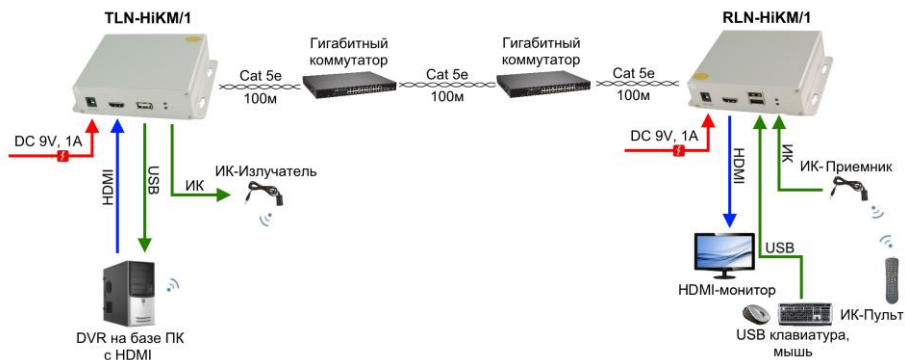 TLN-HiKM/1
RLN-HiKM/1
Гигабитный
коммутатор
Гигабитный
коммутатор
Cat 5e
100м
Cat 5e
100м
Cat 5e
100м
DC 9V, 1A
HDMI
USB
ИК
ИК-Излучатель
DVR на базе ПК
с HDMI
DC 9V, 1A
HDMI
ИК
ИК- Приемник
USB
HDMI-монитор
USB клавиатура,
мышь
ИК-Пульт